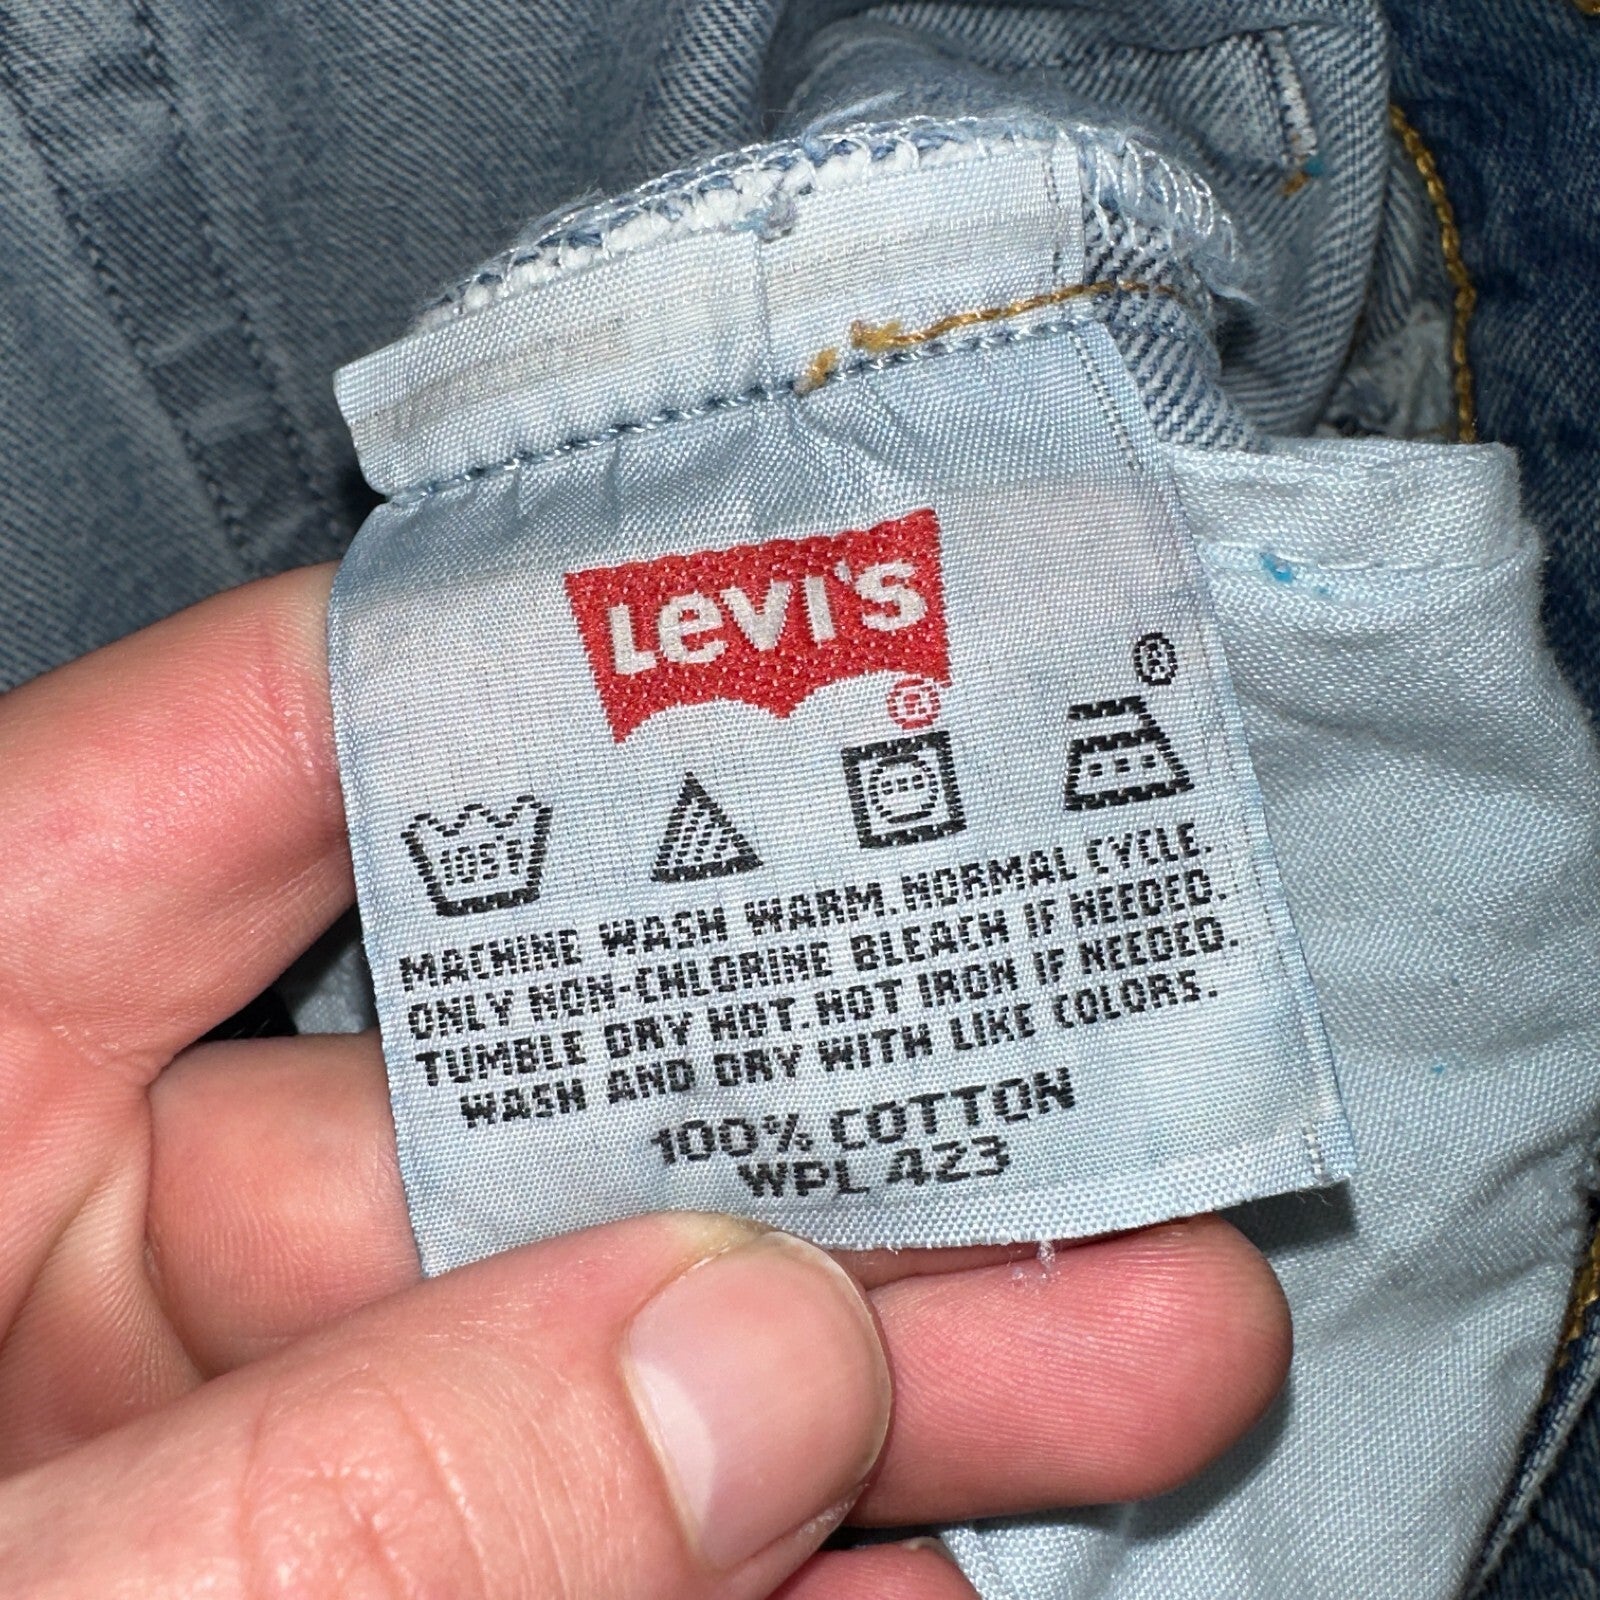 Levi's
®
®
105F
MACHINE WASH WARM. NORMAL CYCLE.
ONLY NON-CHLORINE BLEACH IF NEEDED.
TUMBLE DRY HOT. HOT IRON IF NEEDED.
WASH AND DRY WITH LIKE COLORS.
100% COTTON
WPL 423